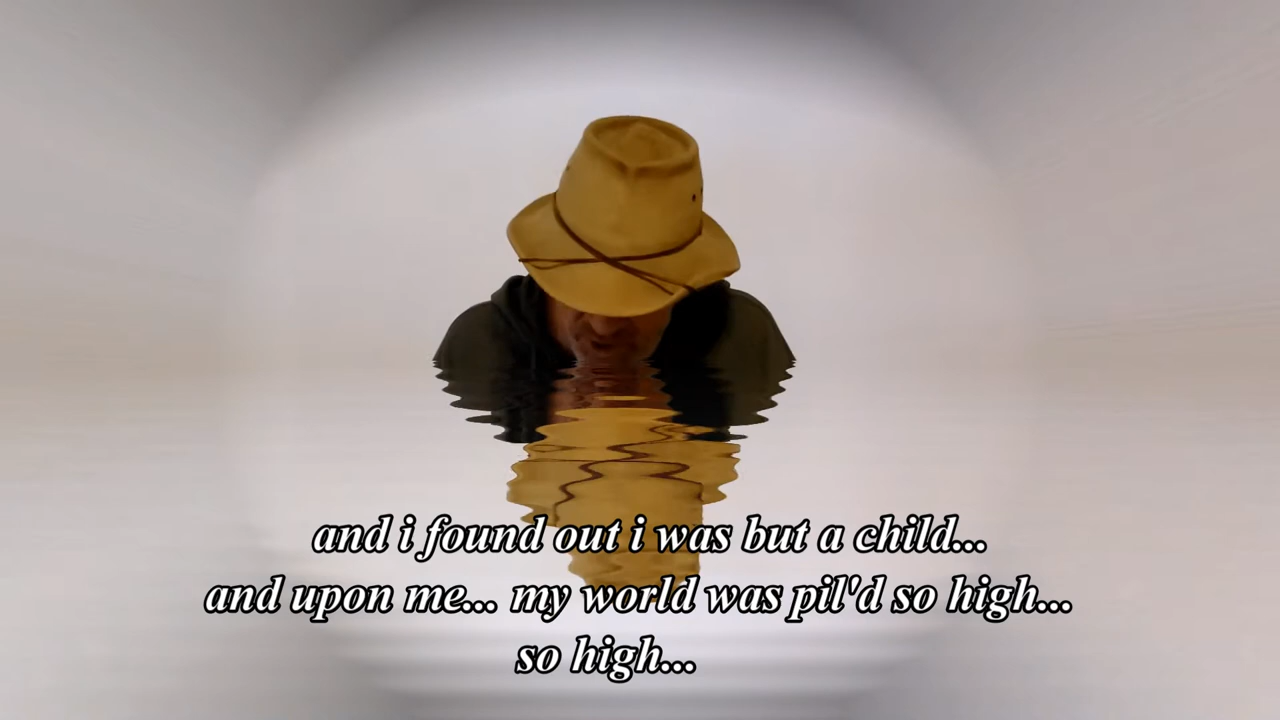 and i found out i was but a child...
and upon me... my world was pil'd so high...
so high...